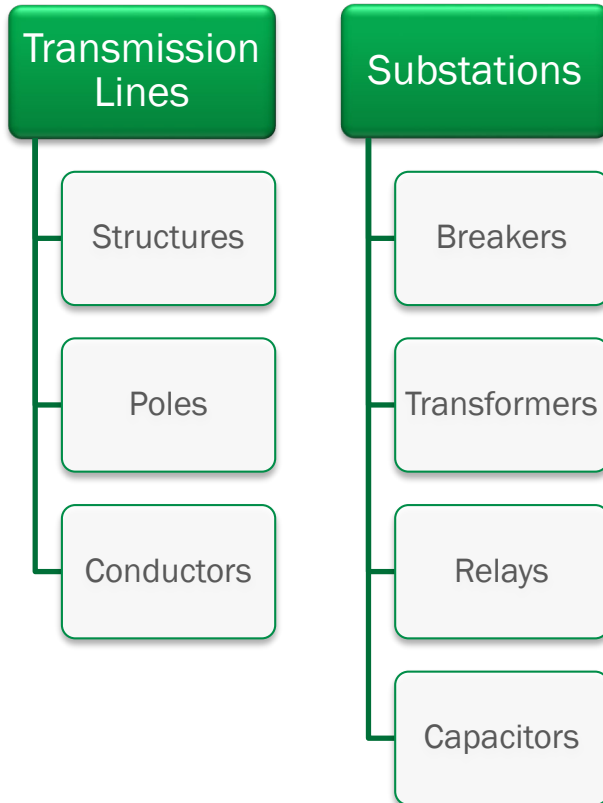 Transmission
Lines
Structures
Poles
Conductors
Substations
Breakers
Transformers
Relays
Capacitors